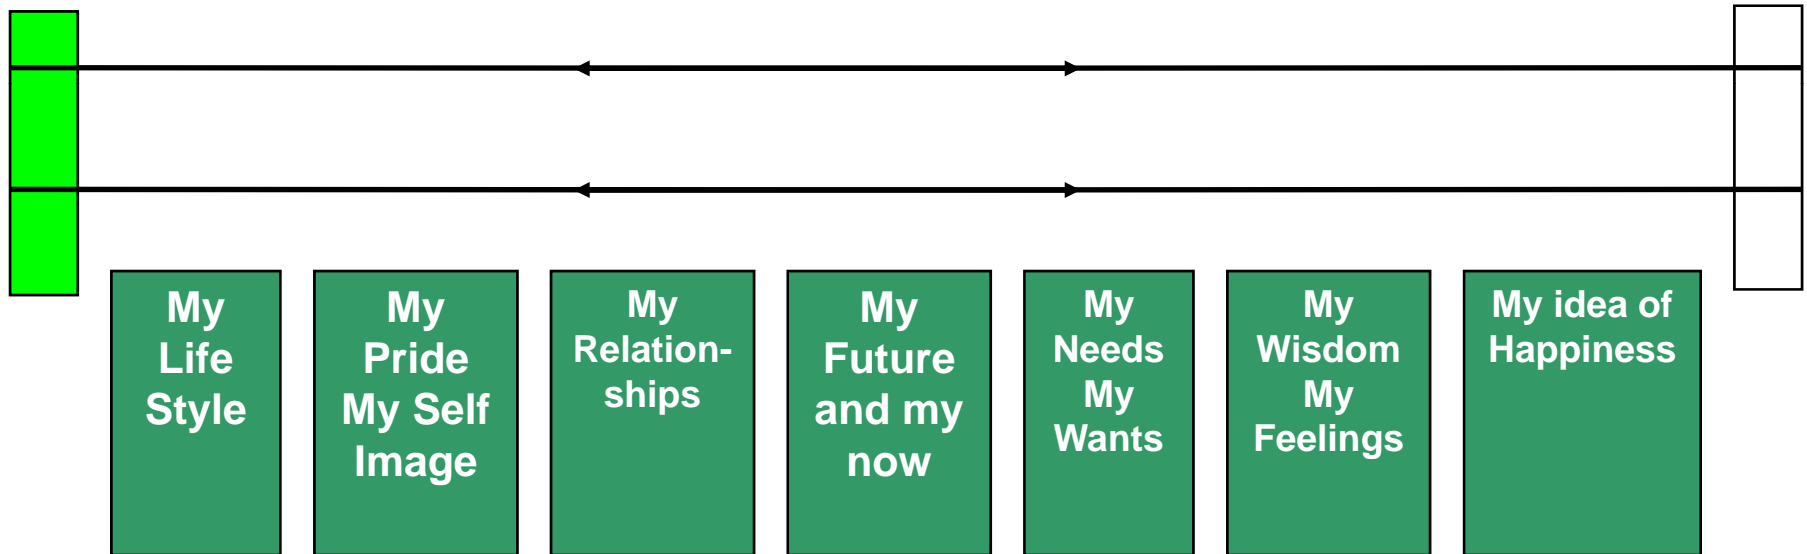 My
Life
Style
My
Pride
My Self
Image
My
Relation-
ships
My
Future
and my
now
My
Needs
My
Wants
My
Wisdom
My
Feelings
My idea of
Happiness